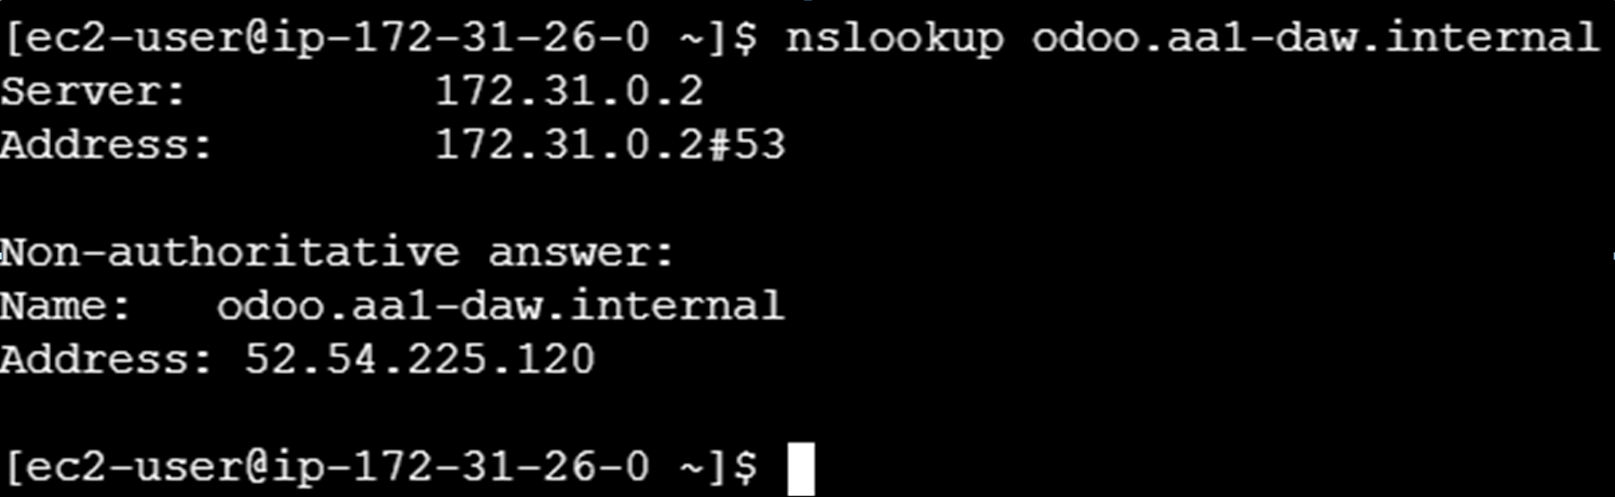 [ec2-user@ip-172-31-26-0 ~]$ nslookup odoo.aa1-daw.internal
Server:         172.31.0.2
Address:        172.31.0.2#53
Non-authoritative answer:
Name:   odoo.aa1-daw.internal
Address: 52.54.225.120
[ec2-user@ip-172-31-26-0 ~]$